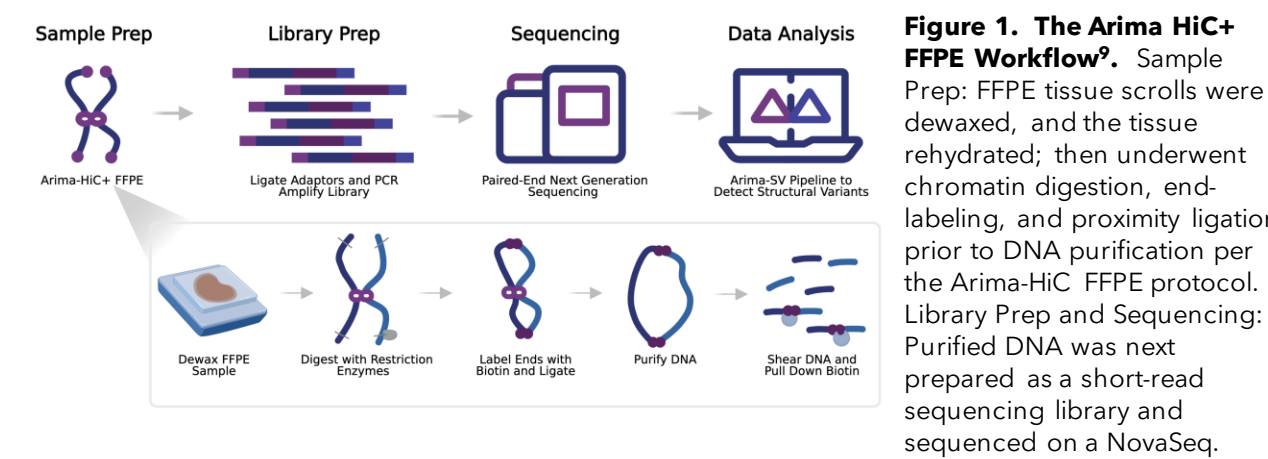 Sample Prep
Library Prep
Sequencing
Data Analysis
Arima-HiC+ FFPE
Ligate Adaptors and PCR
Amplify Library
Paired-End Next Generation
Sequencing
Arima-SV Pipeline to
Detect Structural Variants
Dewax FFPE
Sample
Digest with Restriction
Enzymes
Label Ends with
Biotin and Ligate
Purify DNA
Shear DNA and
Pull Down Biotin
Figure 1. The Arima HiC+
FFPE Workflow⁹. Sample
Prep: FFPE tissue scrolls were
dewaxed, and the tissue
rehydrated; then underwent
chromatin digestion, end-
labeling, and proximity ligation
prior to DNA purification per
the Arima-HiC FFPE protocol.
Library Prep and Sequencing:
Purified DNA was next
prepared as a short-read
sequencing library and
sequenced on a NovaSeq.